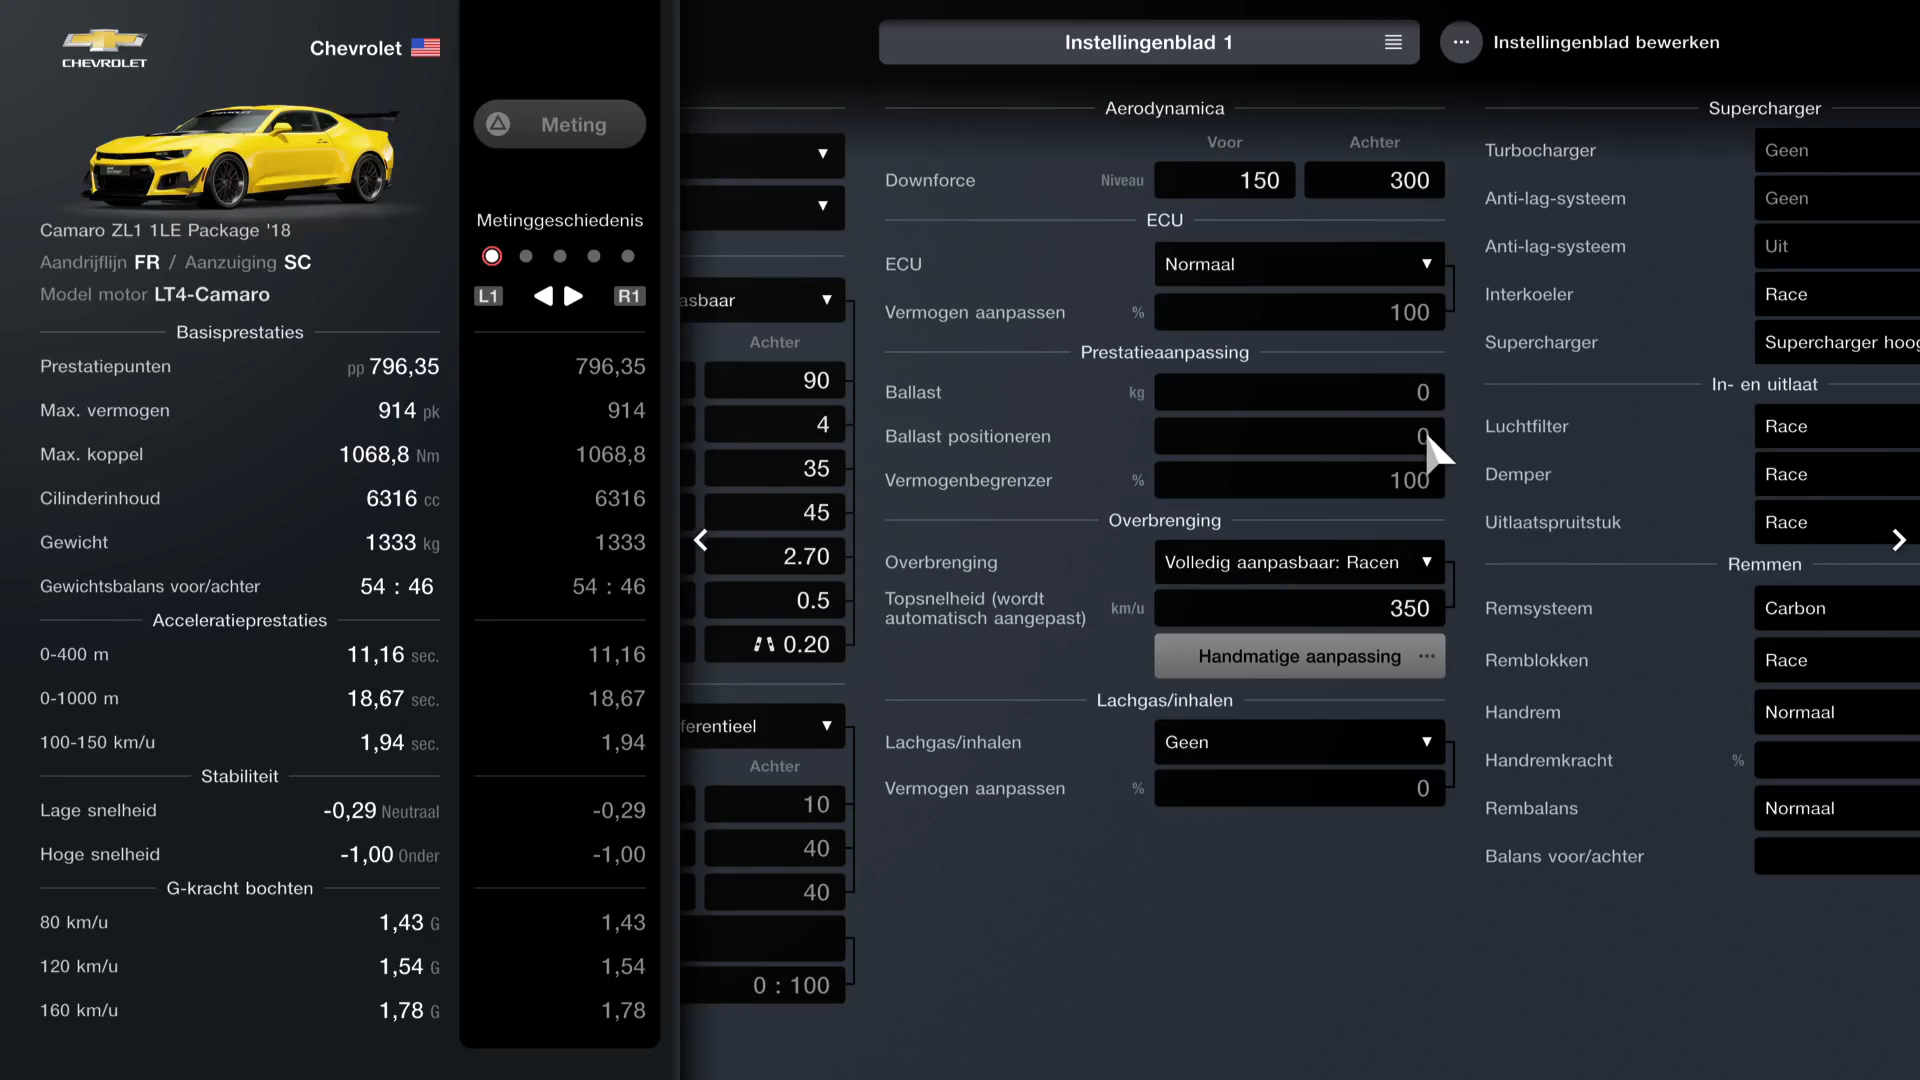 CHEVROLET
Chevrolet
Camaro ZL1 1LE Package '18
Aandrijflijn FR / Aanzuiging SC
Model motor LT4-Camaro
Basisprestaties
Prestatiepunten pp 796,35
Max. vermogen 914 pk
Max. koppel 1068,8 Nm
Cilinderinhoud 6316 cc
Gewicht 1333 kg
Gewichtsbalans voor/achter 54 : 46
Acceleratieprestaties
0-400 m 11,16 sec.
0-1000 m 18,67 sec.
100-150 km/u 1,94 sec.
Stabiliteit
Lage snelheid -0,29 Neutraal
Hoge snelheid -1,00 Onder
G-kracht bochten
80 km/u 1,43 G
120 km/u 1,54 G
160 km/u 1,78 G
Meting
Metinggeschiedenis
L1 R1
796,35
914
1068,8
6316
1333
54 : 46
11,16
18,67
1,94
-0,29
-1,00
1,43
1,54
1,78
Instellingenblad 1
Instellingenblad bewerken
asbaar
Achter
90
4
35
45
2.70
0.5
0.20
ferentieel
Achter
10
40
40
0 : 100
Aerodynamica
Voor Achter
Downforce Niveau 150 300
ECU
ECU Normaal
Vermogen aanpassen % 100
Prestatieaanpassing
Ballast kg 0
Ballast positioneren 0
Vermogenbegrenzer % 100
Overbrenging
Overbrenging Volledig aanpasbaar: Racen
Topsnelheid (wordt
automatisch aangepast) km/u 350
Handmatige aanpassing
Lachgas/inhalen
Lachgas/inhalen Geen
Vermogen aanpassen % 0
Supercharger
Turbocharger Geen
Anti-lag-systeem Geen
Anti-lag-systeem Uit
Interkoeler Race
Supercharger Supercharger hoog
In- en uitlaat
Luchtfilter Race
Demper Race
Uitlaatspruitstuk Race
Remmen
Remsysteem Carbon
Remblokken Race
Handrem Normaal
Handremkracht %
Rembalans Normaal
Balans voor/achter